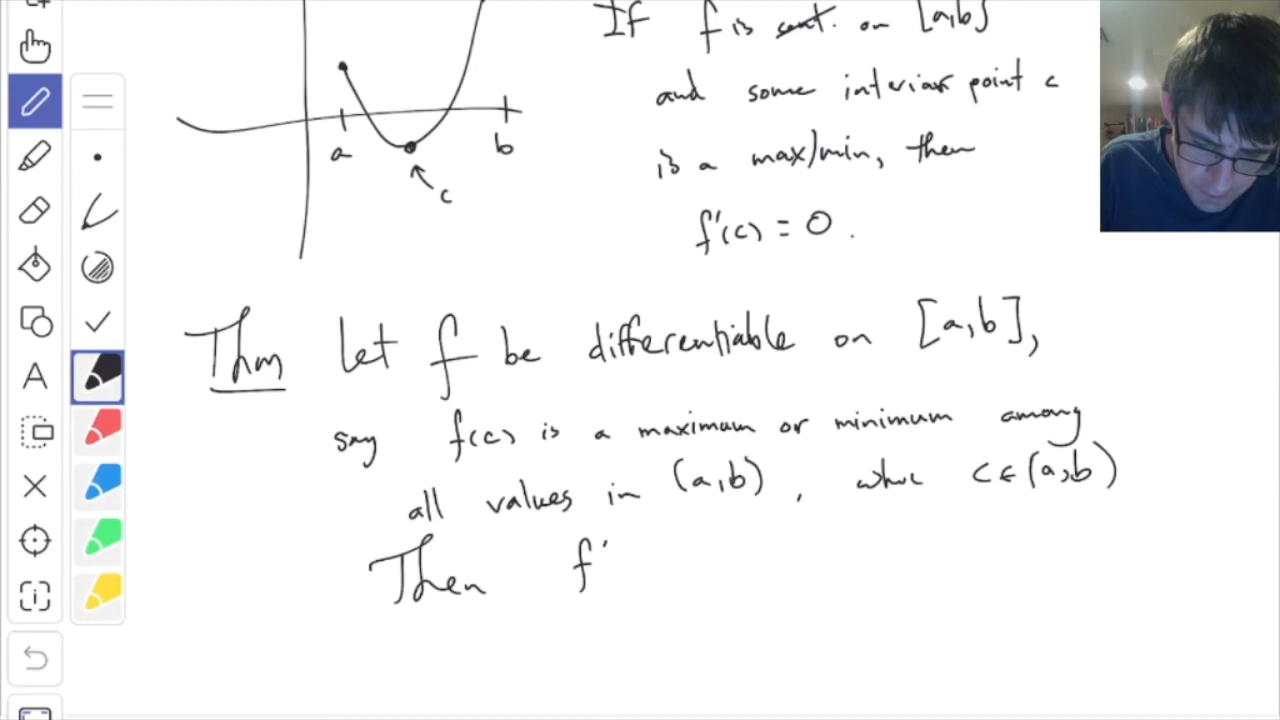 If f is cont. on [a,b]
and some interior point c
is a max/min, then
f'(c) = 0.
a
b
c
Thm Let f be differentiable on [a,b],
say f(c) is a maximum or minimum among
all values in (a,b), where c∈(a,b)
Then f'
A